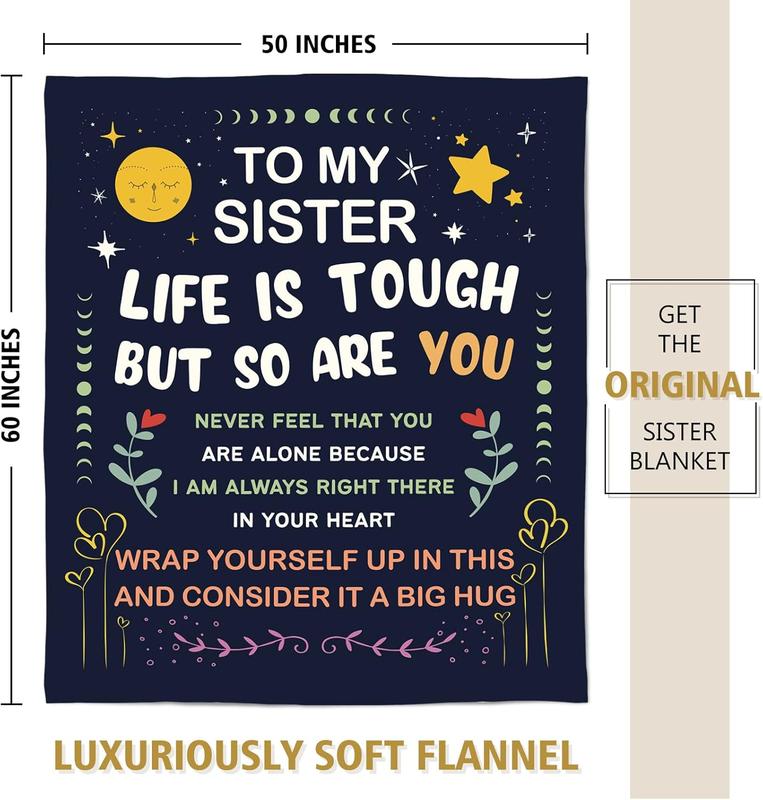 50 INCHES
60 INCHES
TO MY
SISTER
LIFE IS TOUGH
BUT SO ARE YOU
NEVER FEEL THAT YOU
ARE ALONE BECAUSE
I AM ALWAYS RIGHT THERE
IN YOUR HEART
WRAP YOURSELF UP IN THIS
AND CONSIDER IT A BIG HUG
LUXURIOUSLY SOFT FLANNEL
GET
THE
ORIGINAL
SISTER
BLANKET